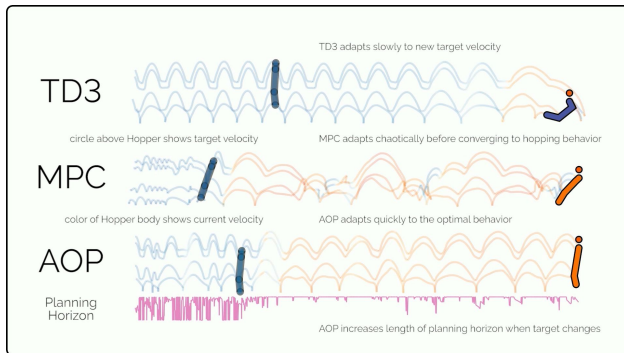 TD3 adapts slowly to new target velocity
TD3
circle above Hopper shows target velocity
MPC adapts chaotically before converging to hopping behavior
MPC
color of Hopper body shows current velocity
AOP adapts quickly to the optimal behavior
AOP
Planning
Horizon
AOP increases length of planning horizon when target changes